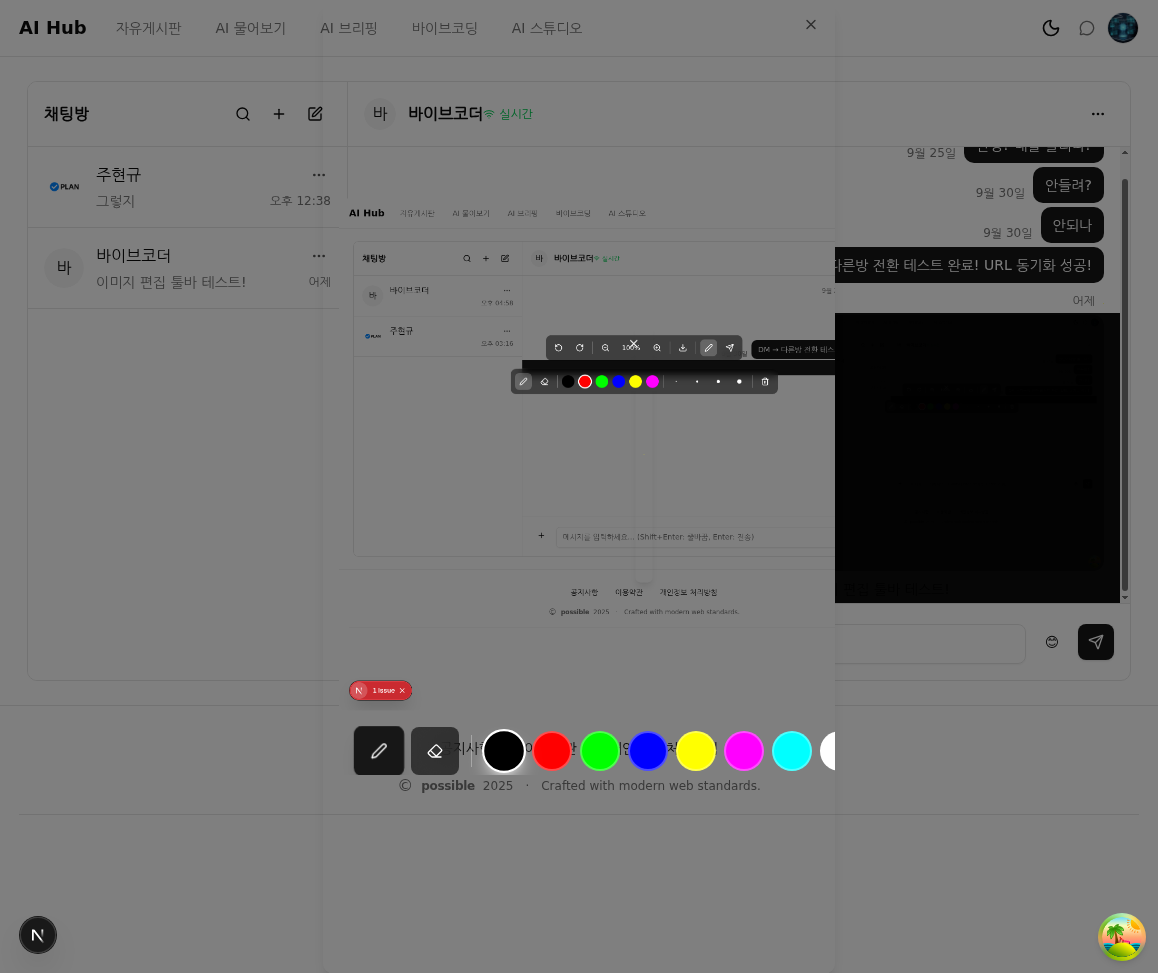 AI Hub 자유게시판 AI 물어보기 AI 브리핑 바이브코딩 AI 스튜디오
채팅방
바 바이브코더 실시간
주현규
그렇지 오후 12:38
바 바이브코더
이미지 편집 툴바 테스트! 어제
9월 25일
9월 30일 안들려?
9월 30일 안되나
다른방 전환 테스트 완료! URL 동기화 성공!
어제
PLAN
AI Hub 자유게시판 AI 물어보기 AI 브리핑 바이브코딩 AI 스튜디오
채팅방
바 바이브코더 실시간
바 바이브코더
오후 04:58
주현규
오후 03:16
PLAN
9월
100%
DM → 다른방 전환 테스
메시지를 입력하세요... (Shift+Enter: 줄바꿈, Enter: 전송)
공지사항 이용약관 개인정보 처리방침
© possible 2025 · Crafted with modern web standards.
N 1 Issue
© possible 2025 · Crafted with modern web standards.
N